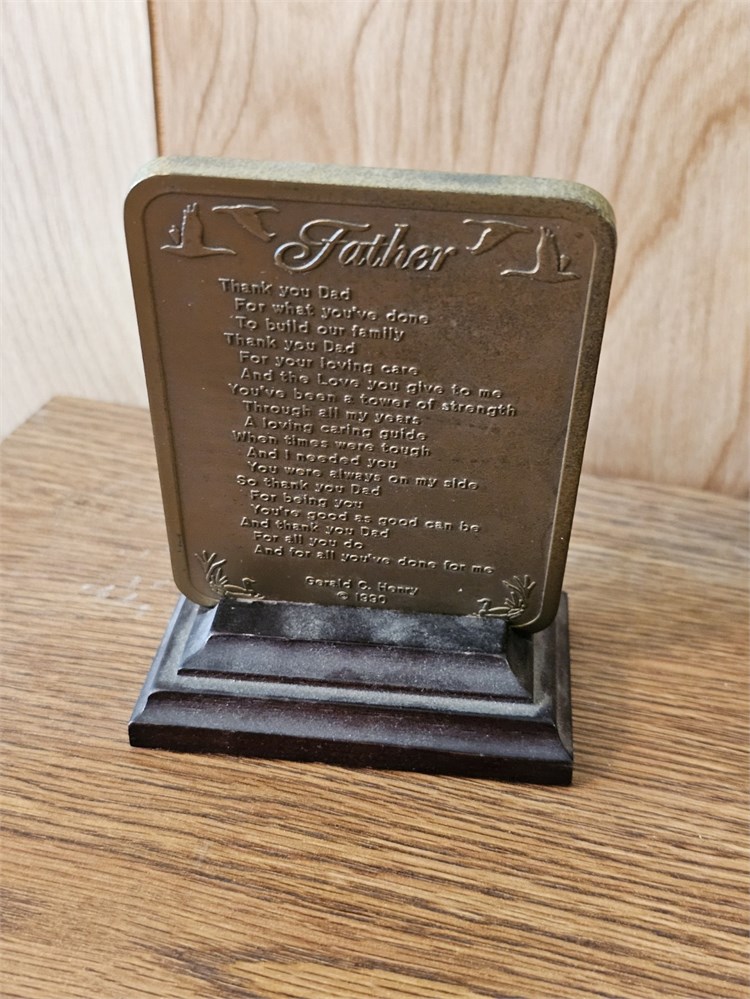 Father
Thank you Dad
For what you've done
To build our family
Thank you Dad
For your loving care
And the Love you give to me
You've been a tower of strength
Through all my years
A loving caring guide
When times were tough
And I needed you
You were always on my side
So thank you Dad
For being you
You're good as good can be
And thank you Dad
For all you do
And for all you've done for me
Gerald C. Henry
© 1990